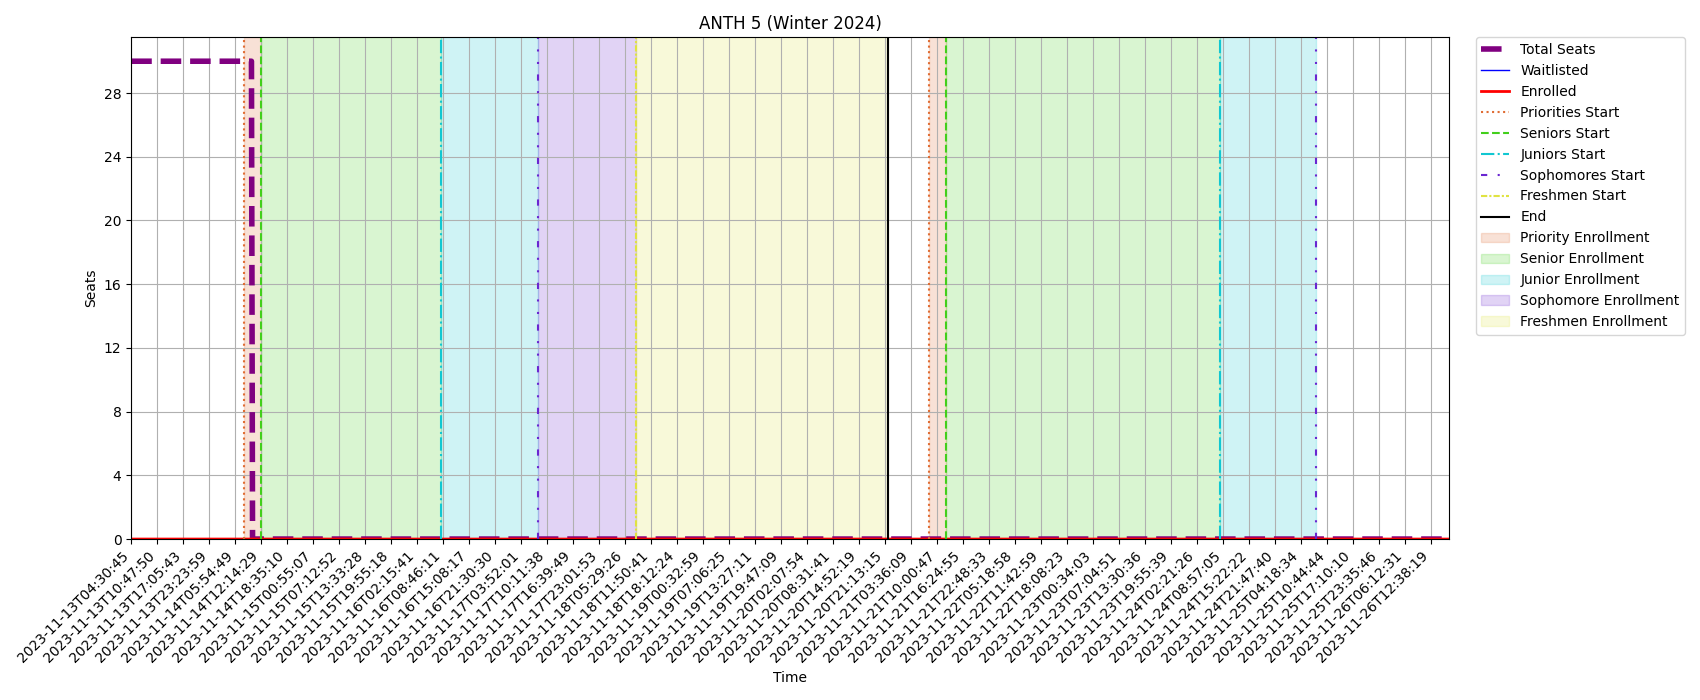 ANTH 5 (Winter 2024)
Total Seats
Waitlisted
Enrolled
Priorities Start
Seniors Start
Juniors Start
Sophomores Start
Freshmen Start
End
Priority Enrollment
Senior Enrollment
Junior Enrollment
Sophomore Enrollment
Freshmen Enrollment
Seats
28
24
20
16
12
8
4
0
2023-11-13T04:30:45
2023-11-13T10:47:50
2023-11-13T17:05:43
2023-11-13T23:23:59
2023-11-14T05:54:49
2023-11-14T12:14:29
2023-11-14T18:35:10
2023-11-15T00:55:07
2023-11-15T07:12:52
2023-11-15T13:33:28
2023-11-15T19:55:18
2023-11-16T02:15:41
2023-11-16T08:46:11
2023-11-16T15:08:17
2023-11-16T21:30:30
2023-11-17T03:52:01
2023-11-17T10:11:38
2023-11-17T16:39:49
2023-11-17T23:01:53
2023-11-18T05:29:26
2023-11-18T11:50:41
2023-11-18T18:12:24
2023-11-19T00:32:59
2023-11-19T07:06:25
2023-11-19T13:27:11
2023-11-19T19:47:09
2023-11-20T02:07:54
2023-11-20T08:31:41
2023-11-20T14:52:19
2023-11-20T21:13:15
2023-11-21T03:36:09
2023-11-21T10:00:47
2023-11-21T16:24:55
2023-11-21T22:48:33
2023-11-22T05:18:58
2023-11-22T11:42:59
2023-11-22T18:08:23
2023-11-23T00:34:03
2023-11-23T07:04:51
2023-11-23T13:30:36
2023-11-23T19:55:39
2023-11-24T02:21:26
2023-11-24T08:57:05
2023-11-24T15:22:22
2023-11-24T21:47:40
2023-11-25T04:18:34
2023-11-25T10:44:44
2023-11-25T17:10:10
2023-11-25T23:35:46
2023-11-26T06:12:31
2023-11-26T12:38:19
Time